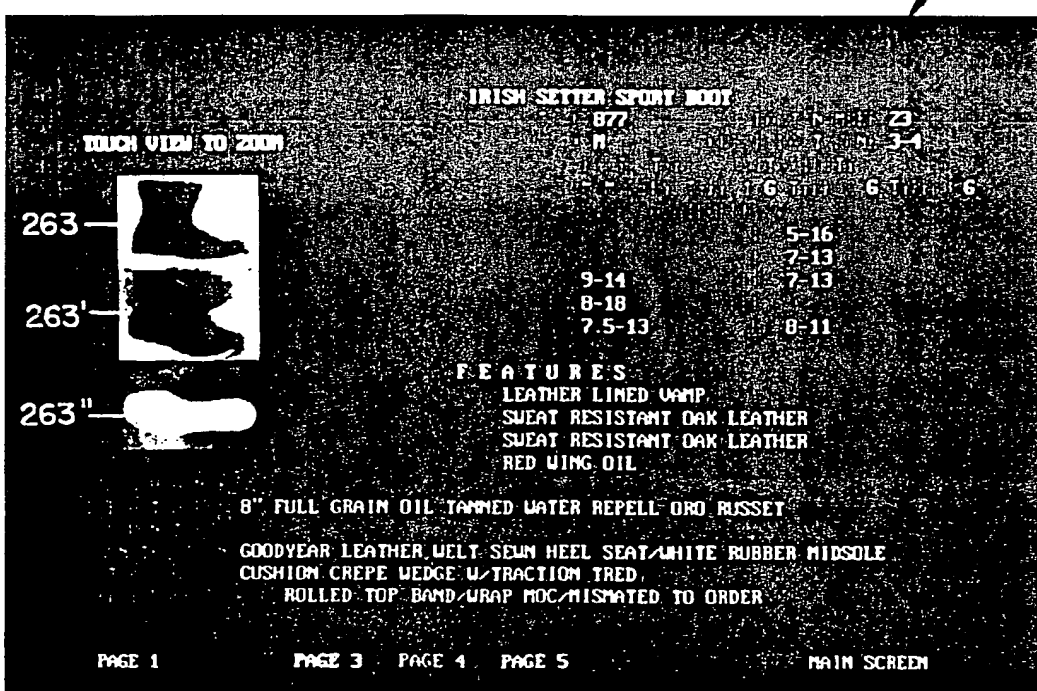 IRISH SETTER SPORT BOOT
877 23
TOUCH VIEW TO ZOOM
M 3-4
6 6 6
263
5-16
7-13
9-14 7-13
263'
8-18
7.5-13 8-11
FEATURES
LEATHER LINED VAMP
263"
SWEAT RESISTANT OAK LEATHER
SWEAT RESISTANT OAK LEATHER
RED WING OIL
8" FULL GRAIN OIL TANNED WATER REPELL ORO RUSSET
GOODYEAR LEATHER WELT SEWN HEEL SEAT/WHITE RUBBER MIDSOLE
CUSHION CREPE WEDGE W/TRACTION TRED
ROLLED TOP BAND/WRAP MOC/MISMATED TO ORDER
PAGE 1 PAGE 3 PAGE 4 PAGE 5 MAIN SCREEN